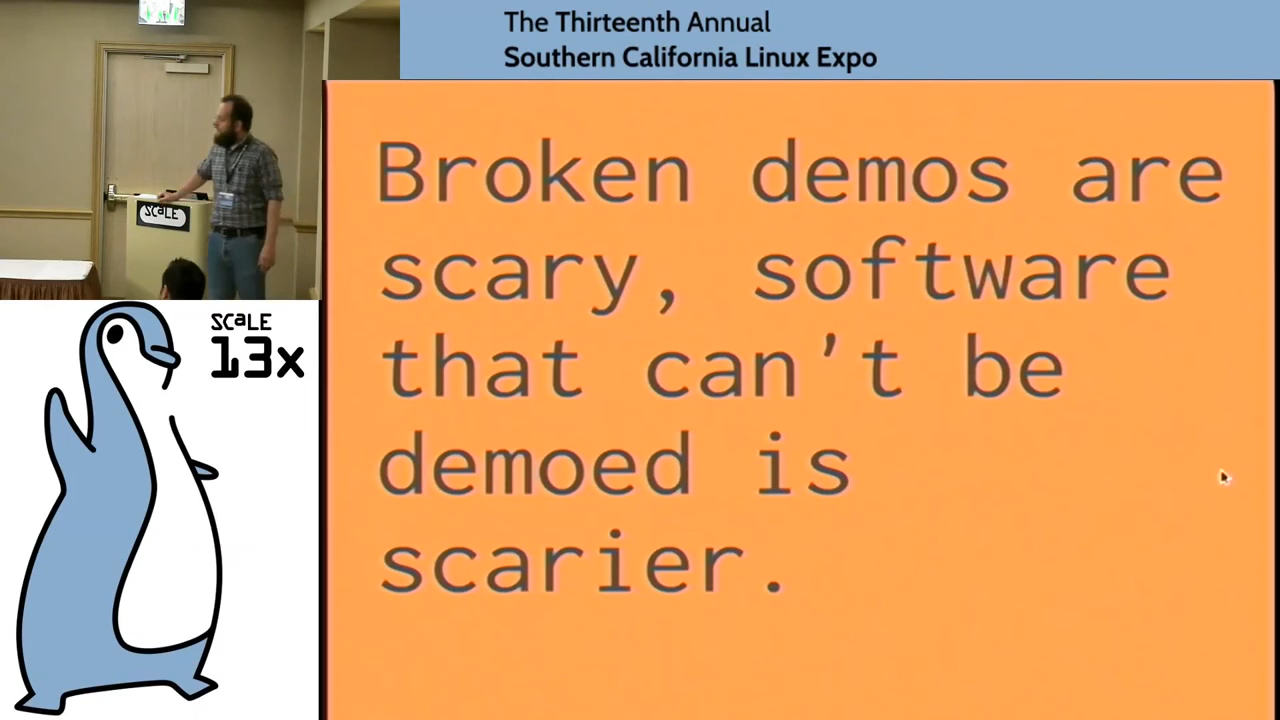 The Thirteenth Annual
Southern California Linux Expo
SCaLE
SCaLE
13x
Broken demos are
scary, software
that can't be
demoed is
scarier.